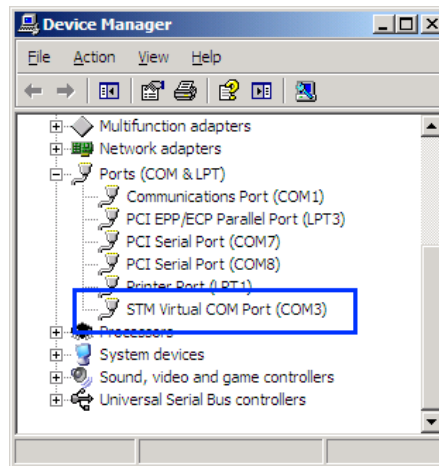 Device Manager
File Action View Help
Multifunction adapters
Network adapters
Ports (COM & LPT)
Communications Port (COM1)
PCI EPP/ECP Parallel Port (LPT3)
PCI Serial Port (COM7)
PCI Serial Port (COM8)
Printer Port (LPT1)
STM Virtual COM Port (COM3)
Processors
System devices
Sound, video and game controllers
Universal Serial Bus controllers